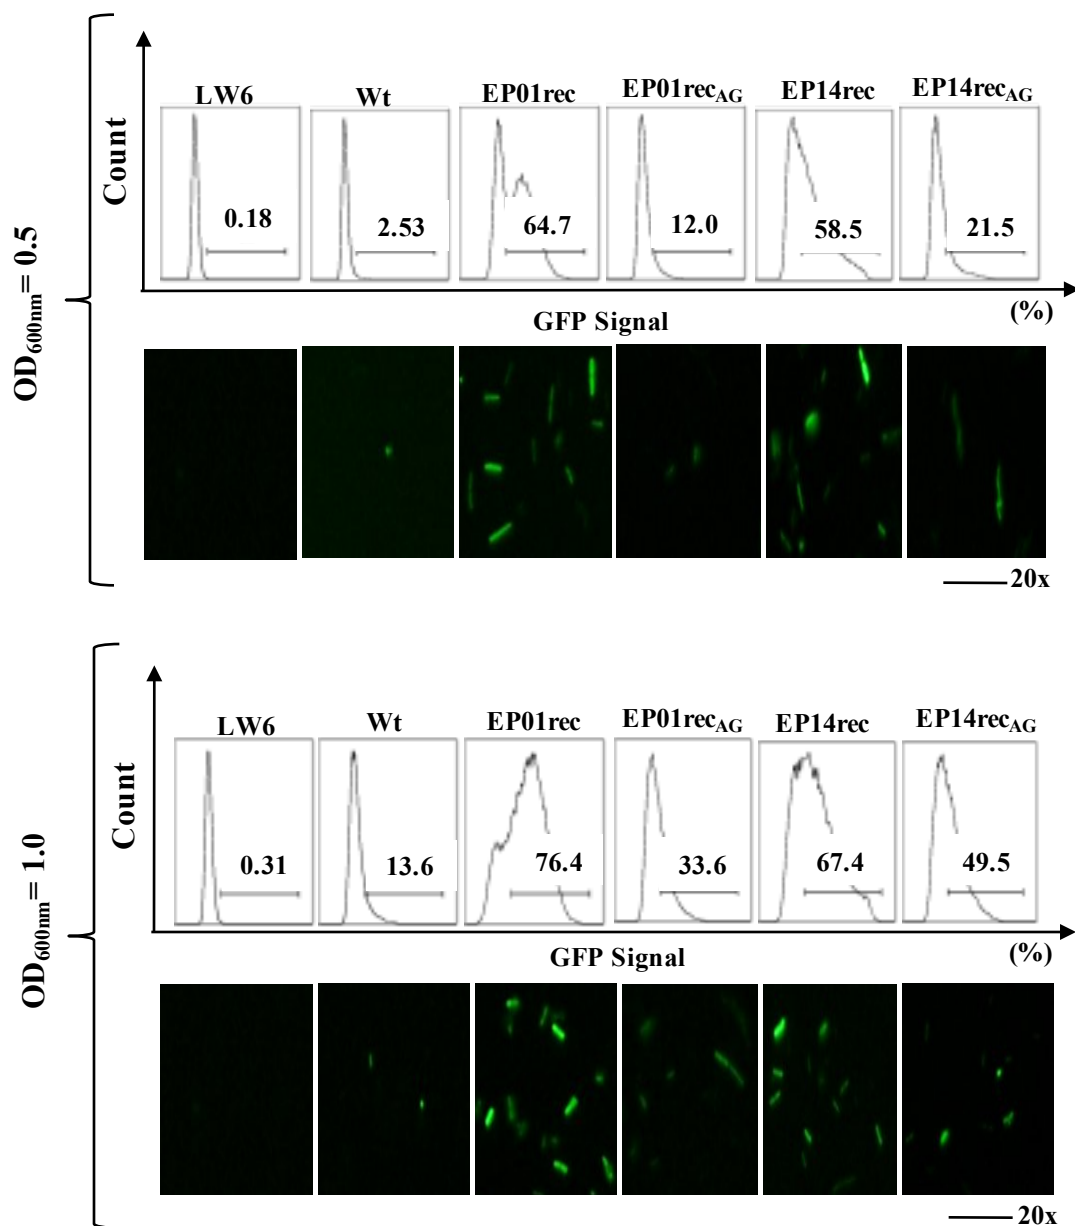 LW6 Wt EP01rec EP01recAG EP14rec EP14recAG
Count
0.18 2.53 64.7 12.0 58.5 21.5
OD600nm= 0.5
GFP Signal (%)
20x
LW6 Wt EP01rec EP01recAG EP14rec EP14recAG
Count
0.31 13.6 76.4 33.6 67.4 49.5
OD600nm= 1.0
GFP Signal (%)
20x